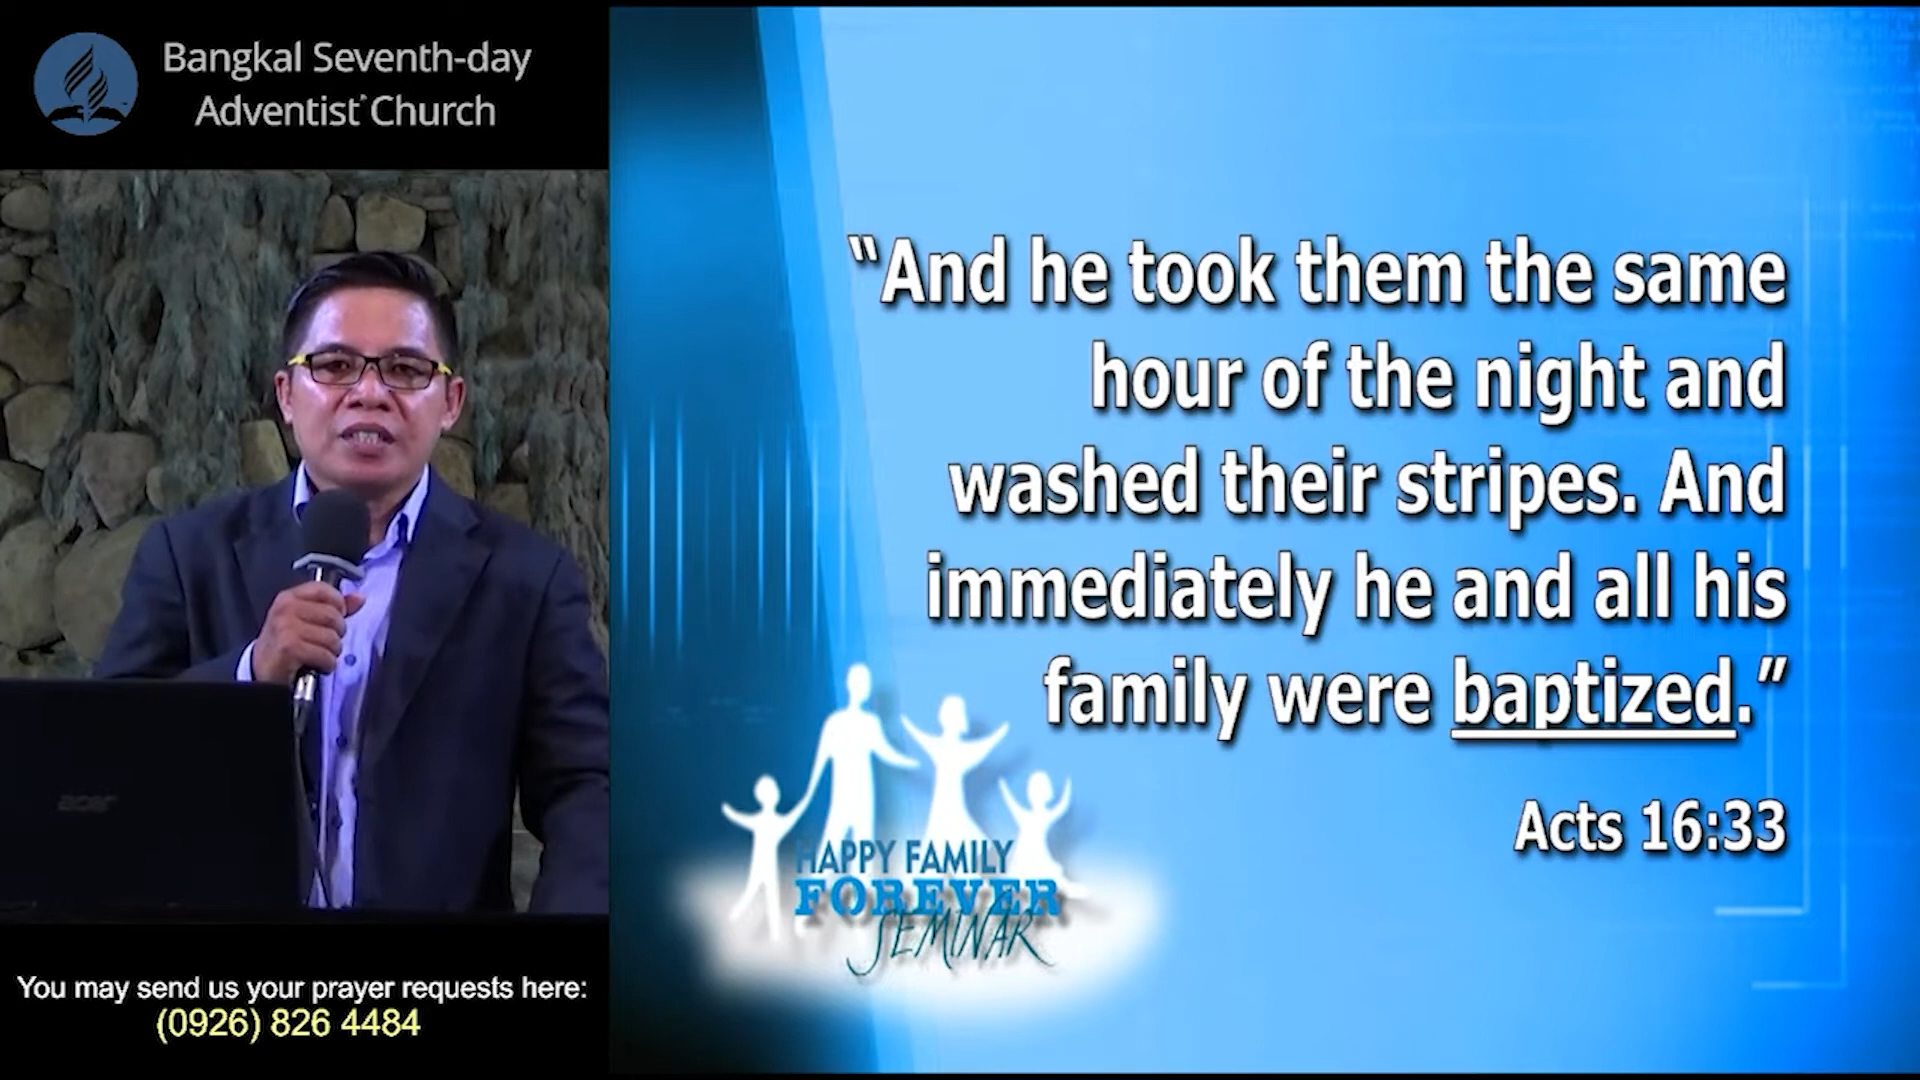 Bangkal Seventh-day
Adventist Church
“And he took them the same
hour of the night and
washed their stripes. And
immediately he and all his
family were baptized.”
Acts 16:33
HAPPY FAMILY
FOREVER
SEMINAR
acer
You may send us your prayer requests here:
(0926) 826 4484